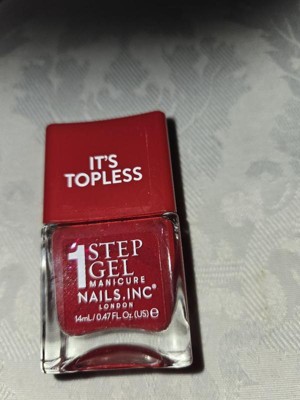 IT'S
TOPLESS
1 STEP
GEL
MANICURE
NAILS.INC®
LONDON
14mL/0.47 FL.Oz.(US)℮